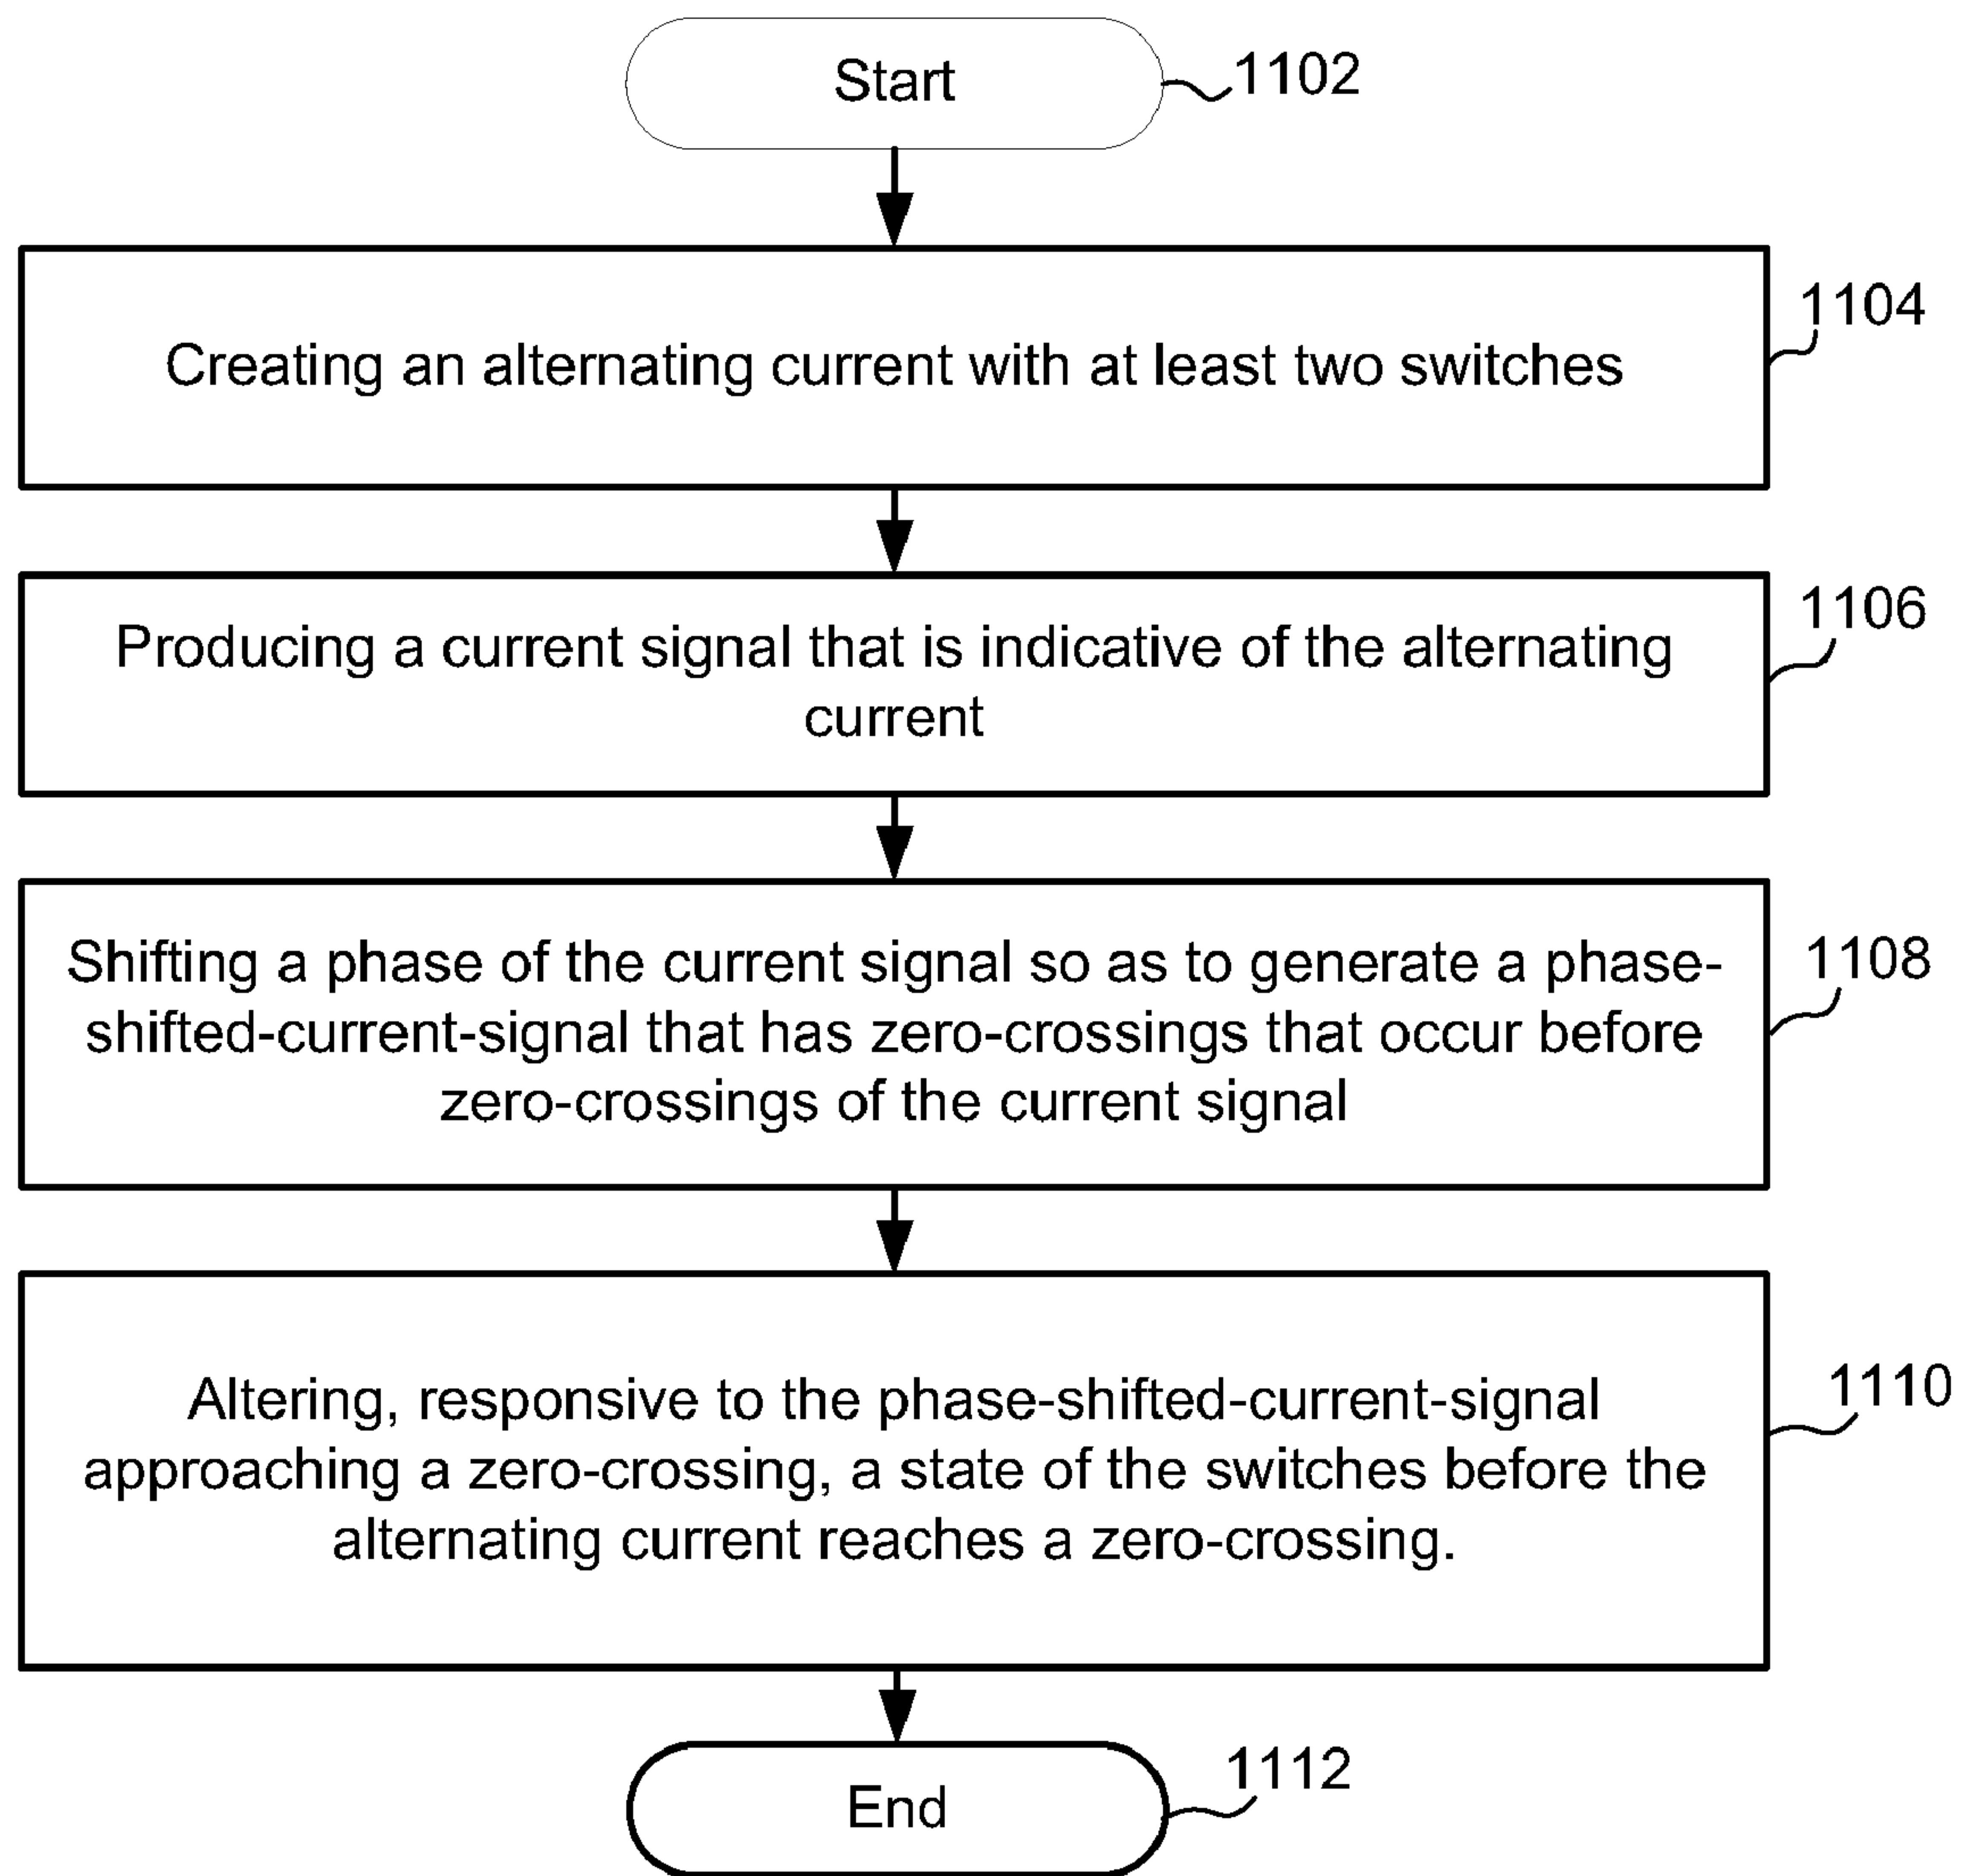 Start
1102
Creating an alternating current with at least two switches
1104
Producing a current signal that is indicative of the alternating
current
1106
Shifting a phase of the current signal so as to generate a phase-
shifted-current-signal that has zero-crossings that occur before
zero-crossings of the current signal
1108
Altering, responsive to the phase-shifted-current-signal
approaching a zero-crossing, a state of the switches before the
alternating current reaches a zero-crossing.
1110
End
1112